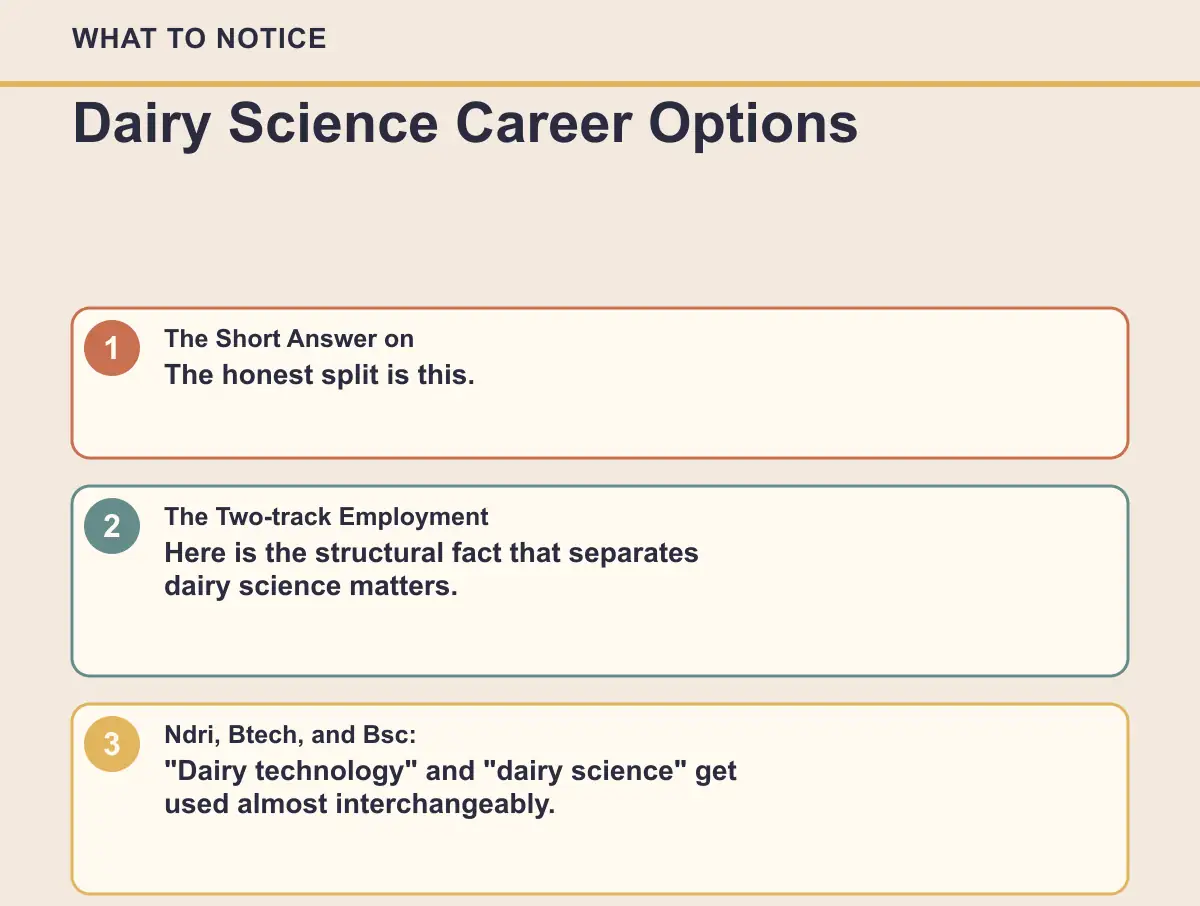 WHAT TO NOTICE
Dairy Science Career Options
1
The Short Answer on
The honest split is this.
2
The Two-track Employment
Here is the structural fact that separates
dairy science matters.
3
Ndri, Btech, and Bsc:
"Dairy technology" and "dairy science" get
used almost interchangeably.